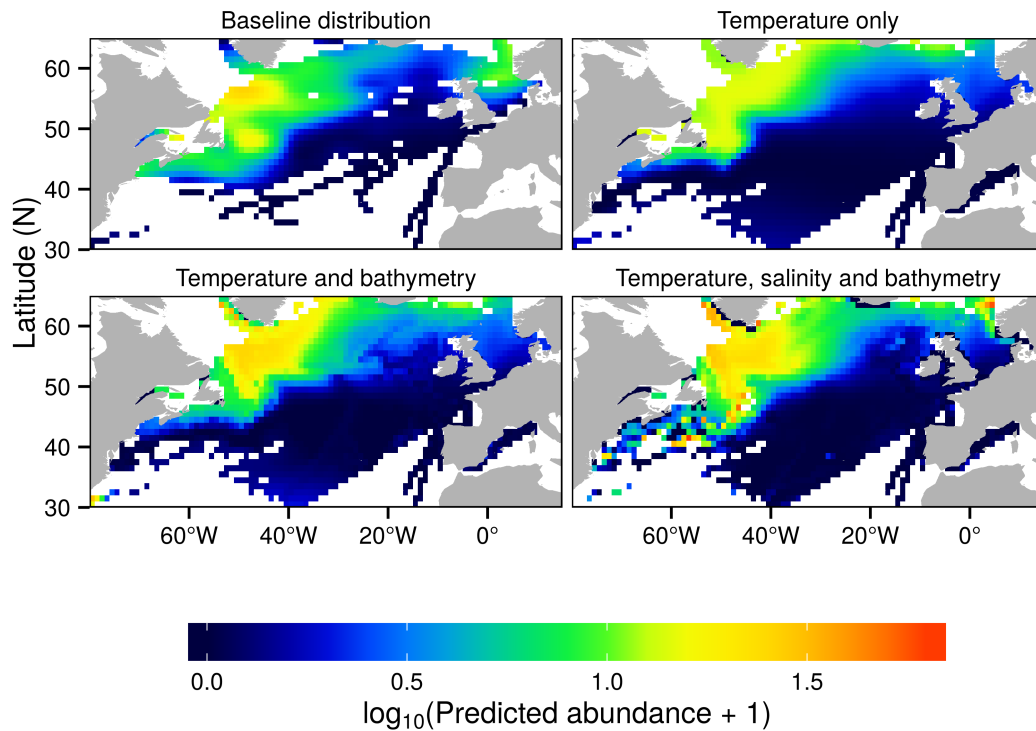 Baseline distribution
Temperature only
60
50
40
30
Latitude (N)
Temperature and bathymetry
Temperature, salinity and bathymetry
60
50
40
30
60°W 40°W 20°W 0°
60°W 40°W 20°W 0°
0.0 0.5 1.0 1.5
log₁₀(Predicted abundance + 1)